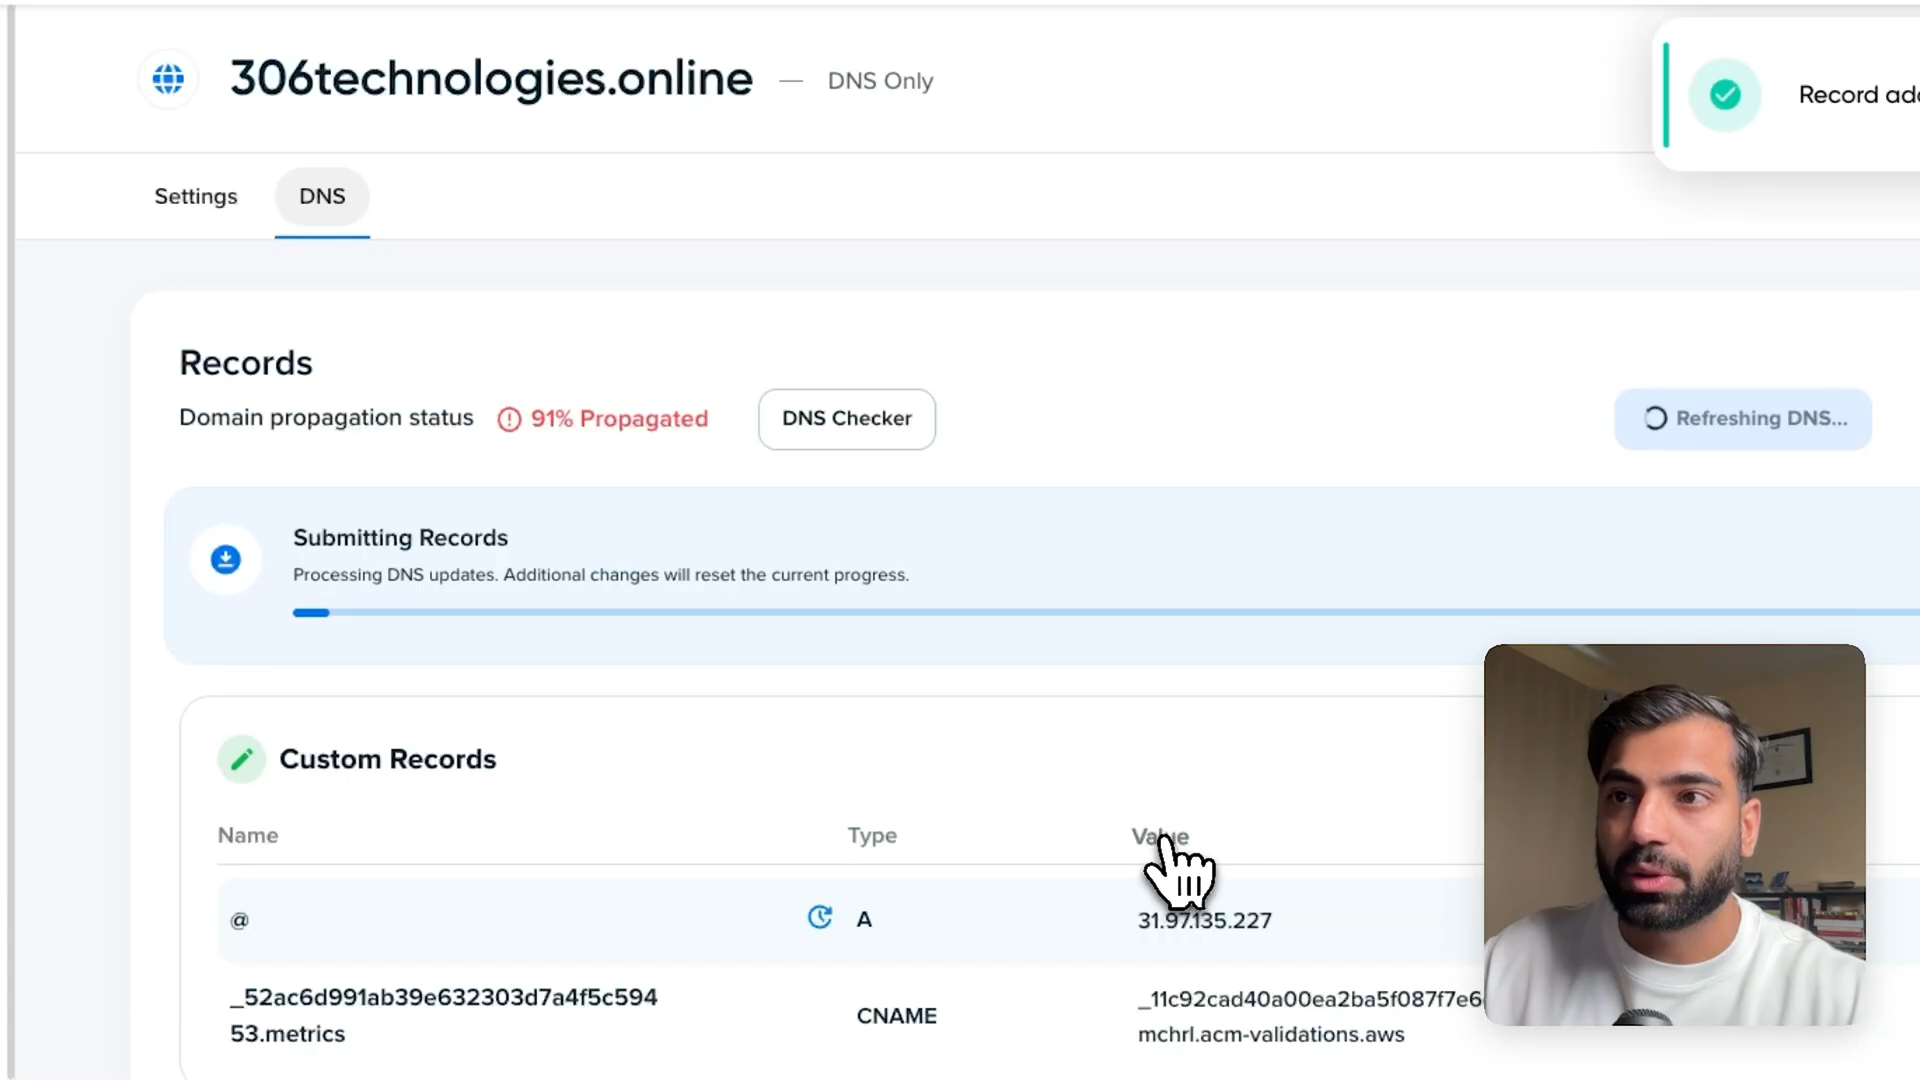 306technologies.online — DNS Only
Record
Settings
DNS
Records
Domain propagation status
91% Propagated
DNS Checker
Refreshing DNS...
Submitting Records
Processing DNS updates. Additional changes will reset the current progress.
Custom Records
Name
Type
Value
@
A
31.97.135.227
_52ac6d991ab39e632303d7a4f5c594
53.metrics
CNAME
_11c92cad40a00ea2ba5f087f7e6
mchrl.acm-validations.aws